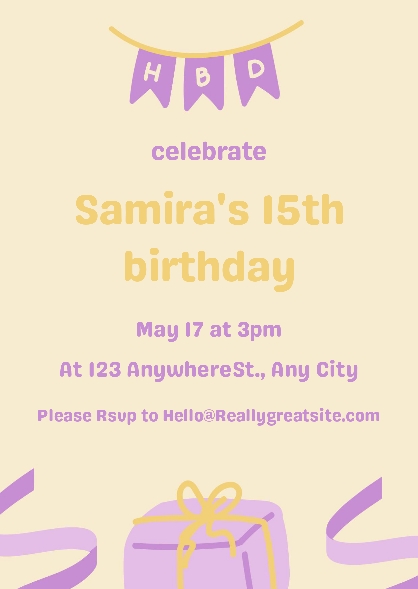 H B D
celebrate
Samira's 15th
birthday
May 17 at 3pm
At 123 AnywhereSt., Any City
Please Rsvp to Hello@Reallygreatsite.com